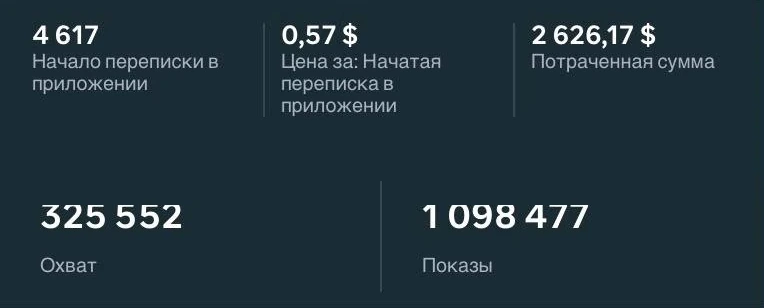 4 617
Начало переписки в
приложении
0,57 $
Цена за: Начатая
переписка в
приложении
2 626,17 $
Потраченная сумма
325 552
Охват
1 098 477
Показы